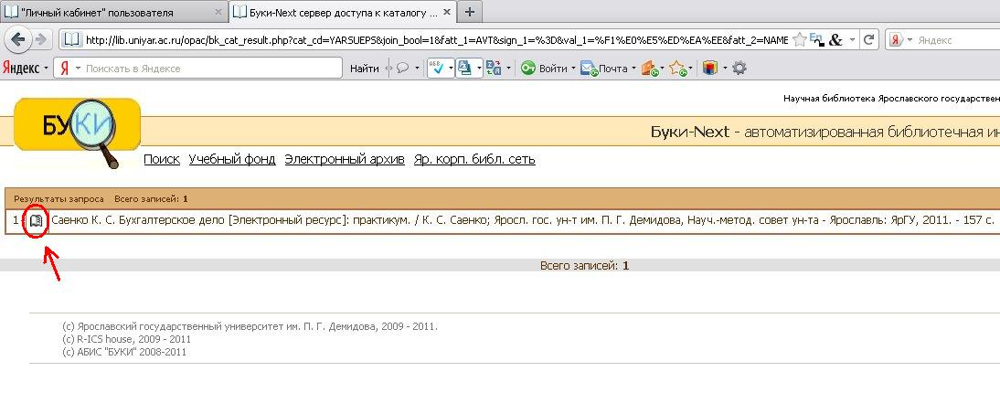 "Личный кабинет" пользователя
Буки-Next сервер доступа к каталогу ...
http://lib.uniyar.ac.ru/opac/bk_cat_result.php?cat_cd=YARSUEPS&join_bool=1&fatt_1=AVT&sign_1=%3D&val_1=%F1%E0%E5%ED%EA%EE&fatt_2=NAME
Яндекс
Яндекс
Поискать в Яндексе
Найти
АБV
Войти
Почта
Научная библиотека Ярославского государствен
БУКИ
Буки-Next - автоматизированная библиотечная ин
Поиск Учебный фонд Электронный архив Яр. корп. библ. сеть
Результаты запроса Всего записей: 1
1 Саенко К. С. Бухгалтерское дело [Электронный ресурс]: практикум. / К. С. Саенко; Яросл. гос. ун-т им. П. Г. Демидова, Науч.-метод. совет ун-та - Ярославль: ЯрГУ, 2011. - 157 с.
Всего записей: 1
(c) Ярославский государственный университет им. П. Г. Демидова, 2009 - 2011.
(c) R-ICS house, 2009 - 2011
(c) АБИС "БУКИ" 2008-2011